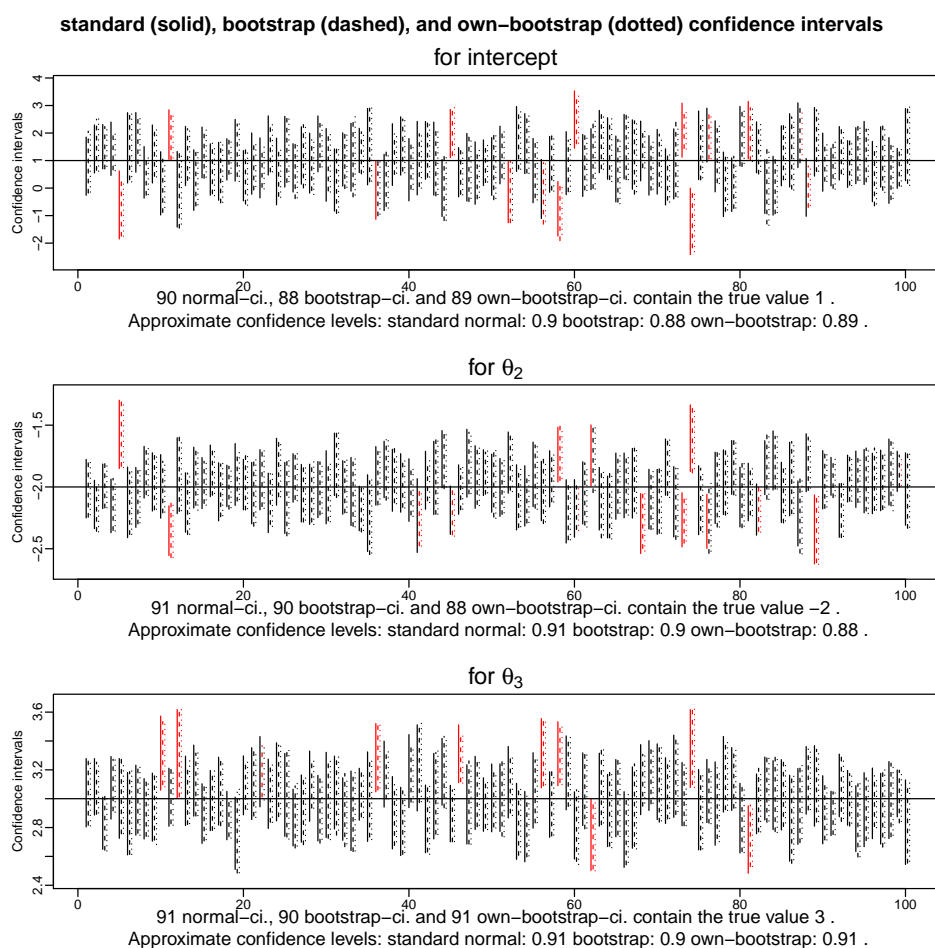 standard (solid), bootstrap (dashed), and own−bootstrap (dotted) confidence intervals
for intercept
Confidence intervals
4
3
2
1
0
−1
−2
0 20 40 60 80 100
90 normal−ci., 88 bootstrap−ci. and 89 own−bootstrap−ci. contain the true value 1 .
Approximate confidence levels: standard normal: 0.9 bootstrap: 0.88 own−bootstrap: 0.89 .
for θ2
Confidence intervals
−1.5
−2.0
−2.5
0 20 40 60 80 100
91 normal−ci., 90 bootstrap−ci. and 88 own−bootstrap−ci. contain the true value −2 .
Approximate confidence levels: standard normal: 0.91 bootstrap: 0.9 own−bootstrap: 0.88 .
for θ3
Confidence intervals
3.6
3.2
2.8
2.4
0 20 40 60 80 100
91 normal−ci., 90 bootstrap−ci. and 91 own−bootstrap−ci. contain the true value 3 .
Approximate confidence levels: standard normal: 0.91 bootstrap: 0.9 own−bootstrap: 0.91 .